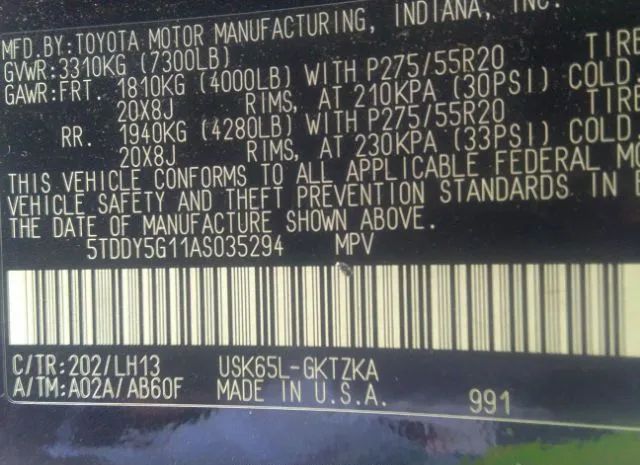 MFD. BY: TOYOTA MOTOR MANUFACTURING, INDIANA, INC.
GVWR: 3310KG (7300LB)
GAWR: FRT. 1810KG (4000LB) WITH P275/55R20 TIRE
20X8J RIMS, AT 210KPA (30PSI) COLD.
RR. 1940KG (4280LB) WITH P275/55R20 TIRE
20X8J RIMS, AT 230KPA (33PSI) COLD.
THIS VEHICLE CONFORMS TO ALL APPLICABLE FEDERAL MO
VEHICLE SAFETY AND THEFT PREVENTION STANDARDS IN
THE DATE OF MANUFACTURE SHOWN ABOVE.
5TDDY5G11AS035294 MPV
C/TR: 202/LH13 USK65L-GKTZKA
A/TM: A02A/AB60F MADE IN U.S.A. 991